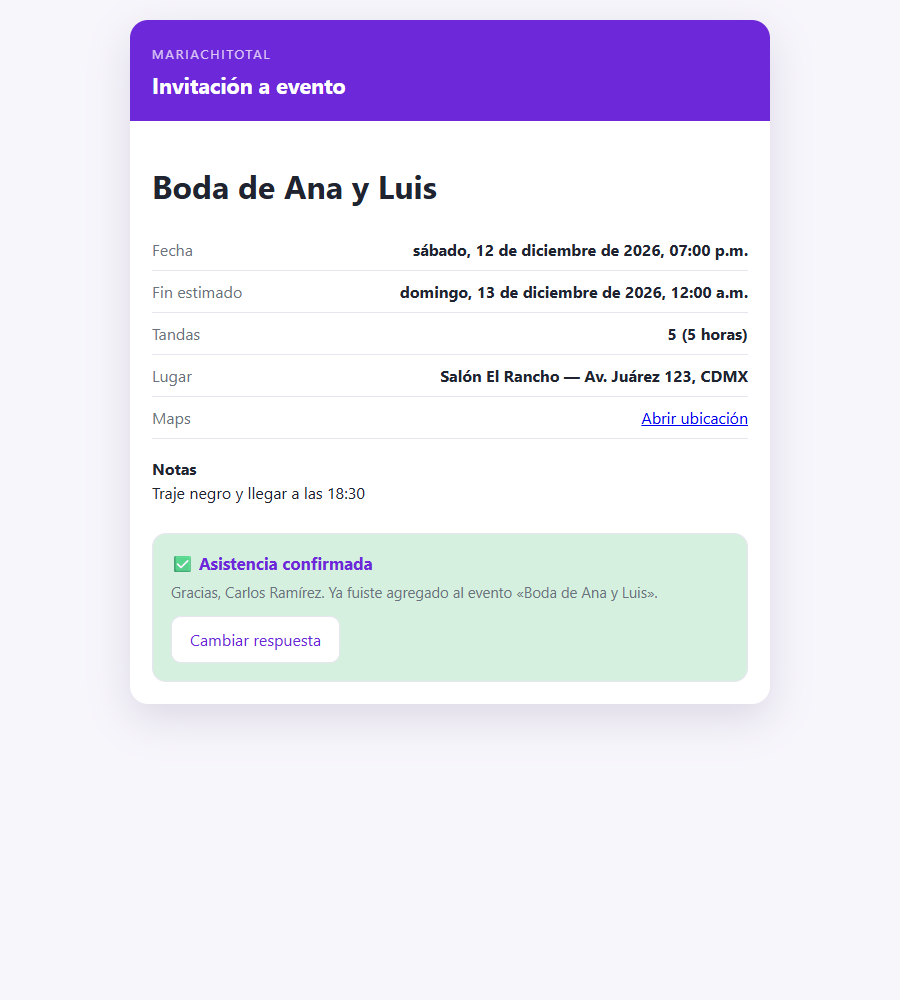 MARIACHITOTAL
Invitación a evento
Boda de Ana y Luis
Fecha sábado, 12 de diciembre de 2026, 07:00 p.m.
Fin estimado domingo, 13 de diciembre de 2026, 12:00 a.m.
Tandas 5 (5 horas)
Lugar Salón El Rancho — Av. Juárez 123, CDMX
Maps Abrir ubicación
Notas
Traje negro y llegar a las 18:30
✅ Asistencia confirmada
Gracias, Carlos Ramírez. Ya fuiste agregado al evento «Boda de Ana y Luis».
Cambiar respuesta